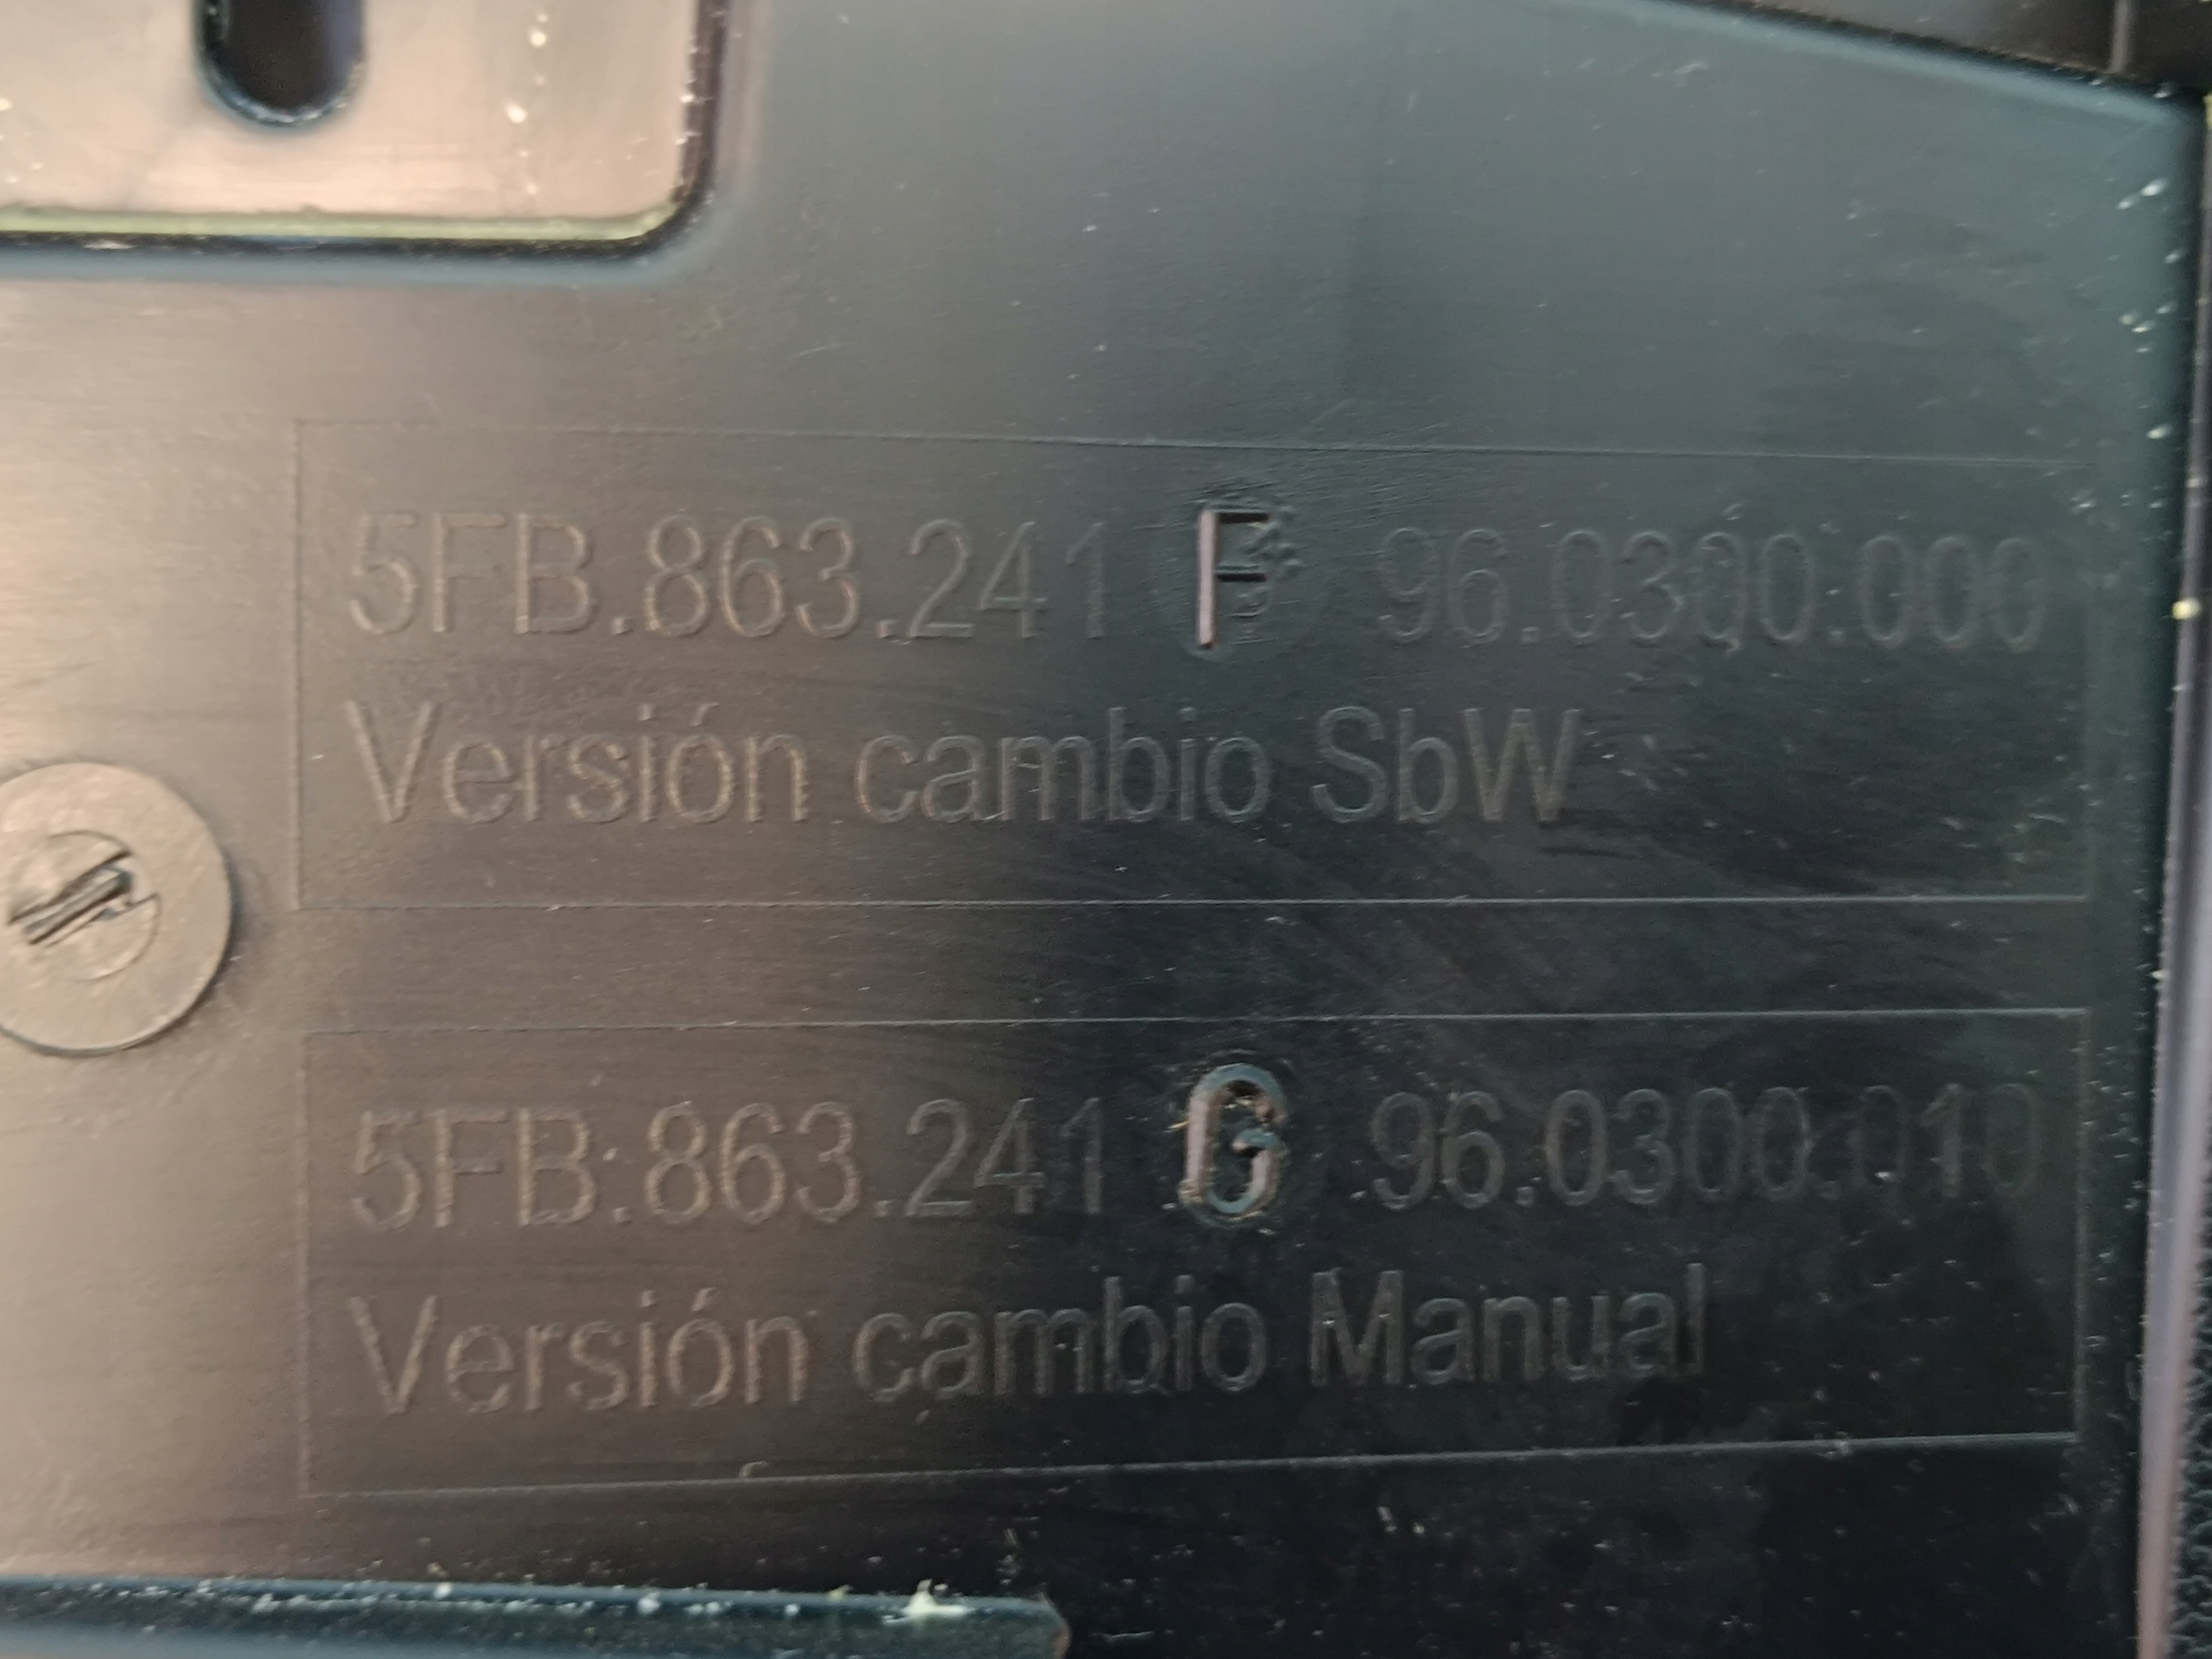 5FB.863.241 F 96.0300.000
Versión cambio SbW
5FB.863.241 G 96.0300.010
Versión cambio Manual